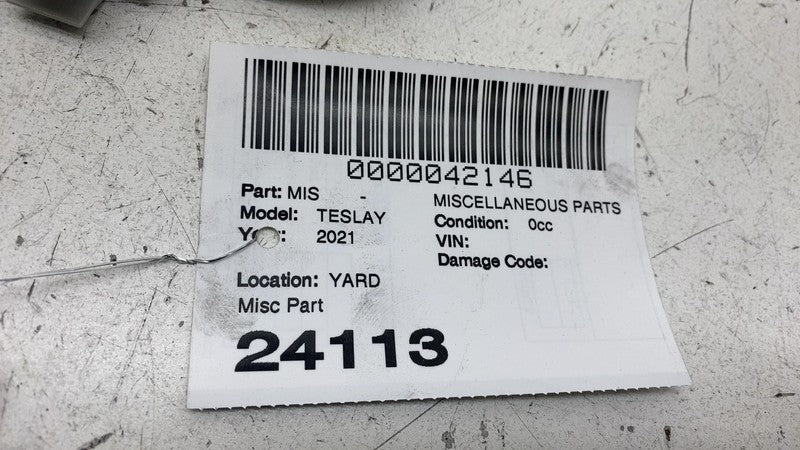 0000042146
Part: MIS - MISCELLANEOUS PARTS
Model: TESLAY Condition: 0cc
2021 VIN:
Damage Code:
Location: YARD
Misc Part
24113